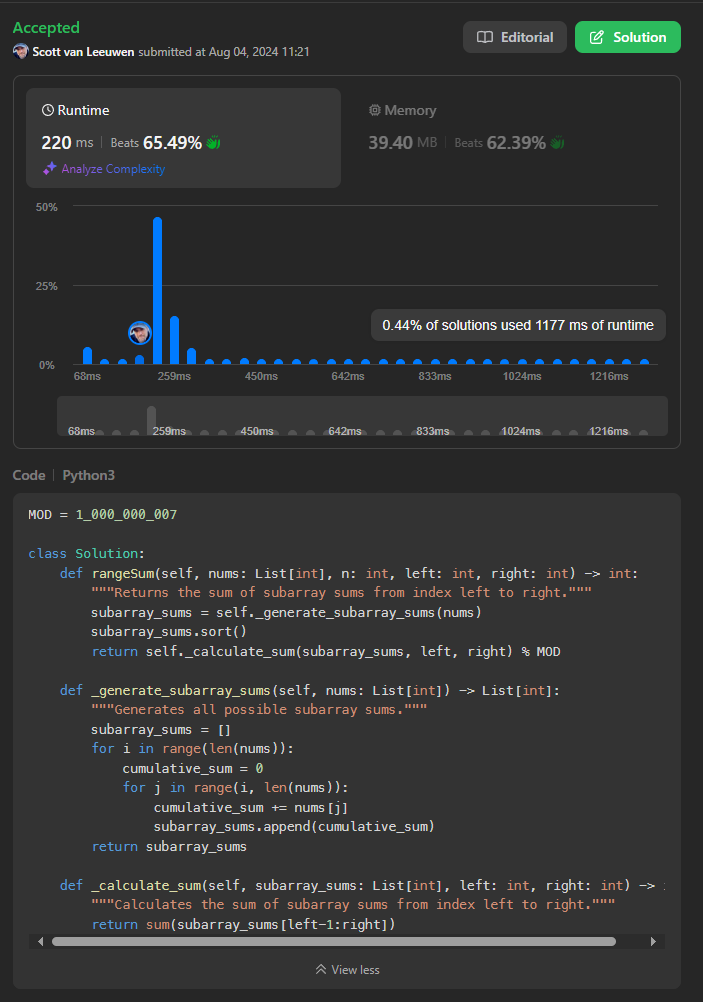 Accepted
Scott van Leeuwen submitted at Aug 04, 2024 11:21
Editorial
Solution
Runtime
220 ms | Beats 65.49%
Analyze Complexity
Memory
39.40 MB | Beats 62.39%
50%
25%
0%
0.44% of solutions used 1177 ms of runtime
68ms 259ms 450ms 642ms 833ms 1024ms 1216ms
68ms 259ms 450ms 642ms 833ms 1024ms 1216ms
Code | Python3
MOD = 1_000_000_007
class Solution:
    def rangeSum(self, nums: List[int], n: int, left: int, right: int) -> int:
        """Returns the sum of subarray sums from index left to right."""
        subarray_sums = self._generate_subarray_sums(nums)
        subarray_sums.sort()
        return self._calculate_sum(subarray_sums, left, right) % MOD
    def _generate_subarray_sums(self, nums: List[int]) -> List[int]:
        """Generates all possible subarray sums."""
        subarray_sums = []
        for i in range(len(nums)):
            cumulative_sum = 0
            for j in range(i, len(nums)):
                cumulative_sum += nums[j]
                subarray_sums.append(cumulative_sum)
        return subarray_sums
    def _calculate_sum(self, subarray_sums: List[int], left: int, right: int) ->
        """Calculates the sum of subarray sums from index left to right."""
        return sum(subarray_sums[left-1:right])
View less